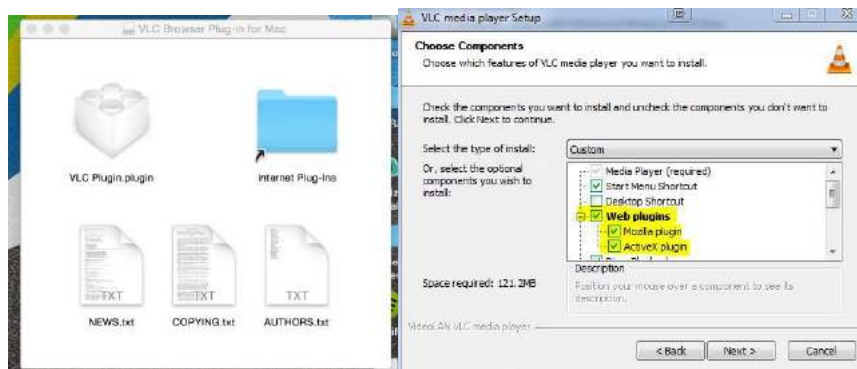 VLC Browser Plug-in for Mac
VLC Plugin.plugin
Internet Plug-Ins
TXT
TXT
TXT
NEWS.txt
COPYING.txt
AUTHORS.txt
VLC media player Setup
Choose Components
Choose which features of VLC media player you want to install.
Check the components you want to install and uncheck the components you don't want to
install. Click Next to continue.
Select the type of install:
Custom
Or, select the optional
components you wish to
install:
Media Player (required)
Start Menu Shortcut
Desktop Shortcut
Web plugins
Mozilla plugin
ActiveX plugin
Space required: 121.2MB
Description
Position your mouse over a component to see its
description.
VideoLAN VLC media player
< Back
Next >
Cancel